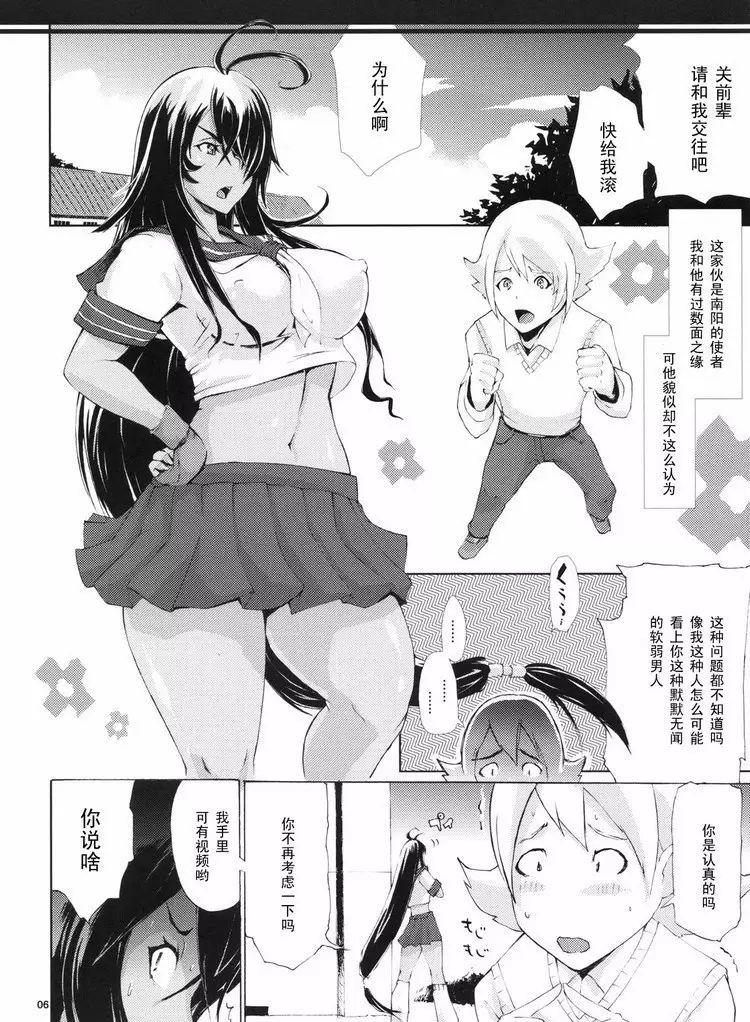 关前辈
请和我交往吧
快给我滚
为什么啊
这家伙是南阳的使者
我和他有过数面之缘
可他貌似却不这么认为
这种问题都不知道吗
像我这种人怎么可能
看上你这种默默无闻
的软弱男人
くぅぅ…
……
……
你是认真的吗
もじ
もじ
你不再考虑一下吗
我手里
可有视频哟
你说啥
06